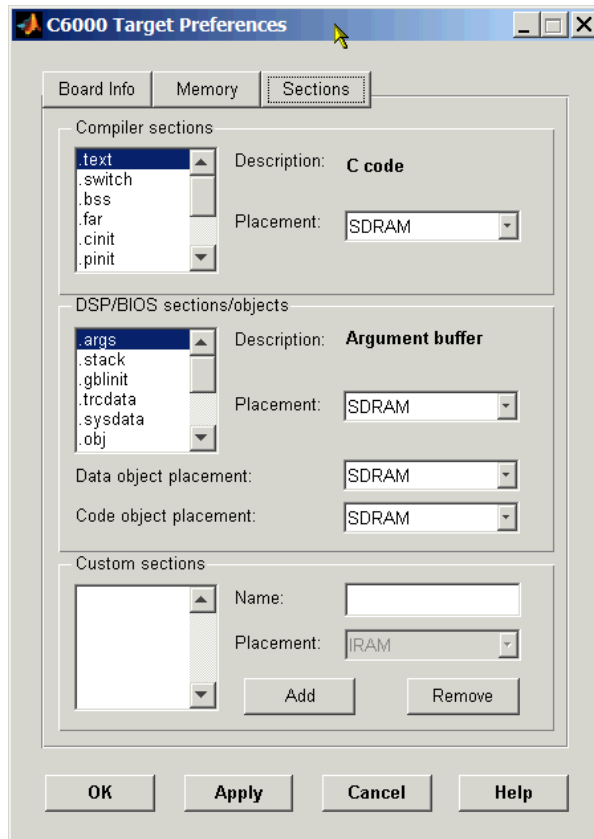 C6000 Target Preferences
Board Info Memory Sections
Compiler sections
.text
.switch
.bss
.far
.cinit
.pinit
Description: C code
Placement: SDRAM
DSP/BIOS sections/objects
.args
.stack
.gblinit
.trcdata
.sysdata
.obj
Description: Argument buffer
Placement: SDRAM
Data object placement: SDRAM
Code object placement: SDRAM
Custom sections
Name:
Placement: IRAM
Add Remove
OK Apply Cancel Help